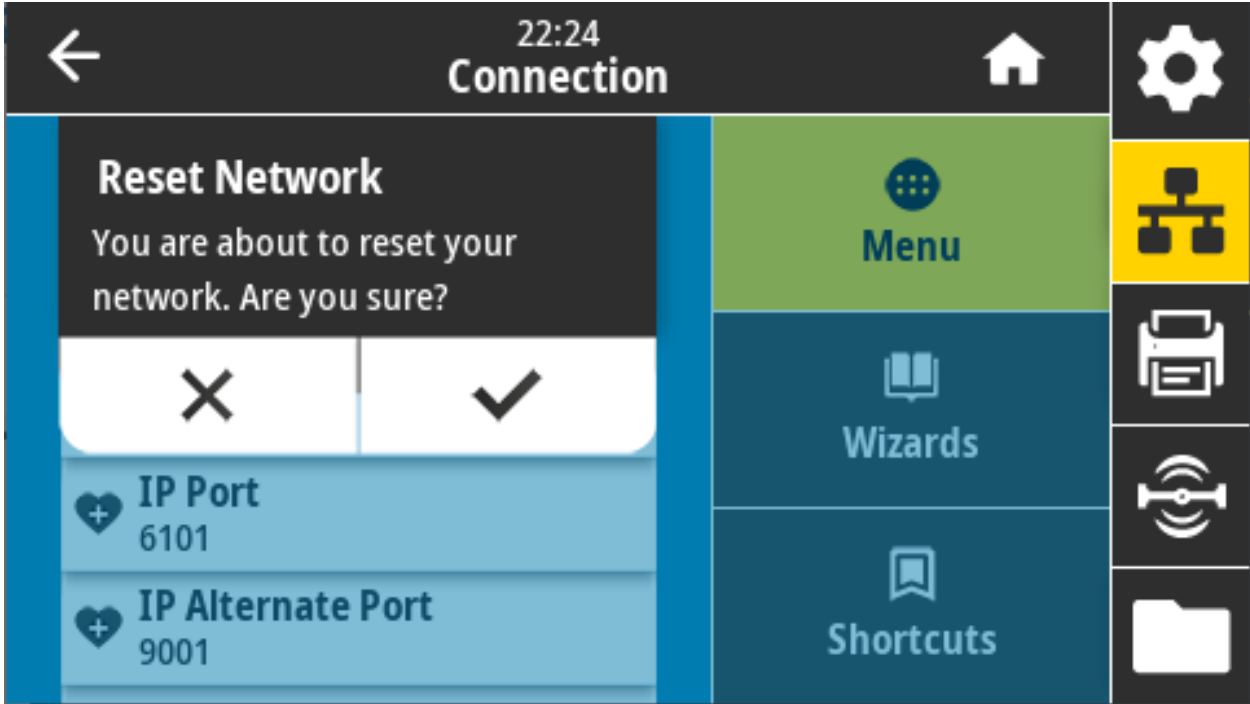 22:24
Connection
Reset Network
You are about to reset your
network. Are you sure?
IP Port
6101
IP Alternate Port
9001
Menu
Wizards
Shortcuts